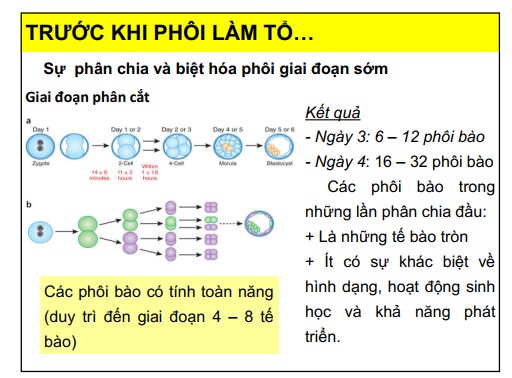 TRƯỚC KHI PHÔI LÀM TỔ…
Sự phân chia và biệt hóa phôi giai đoạn sớm
Giai đoạn phân cắt
a
Day 1
Day 1 or 2
Day 2 or 3
Day 4 or 5
Day 5 or 6
Zygote
2-Cell
4-Cell
Morula
Blastocyst
14 ± 6
minutes
11 ± 2
hours
Within
1 ± 1.6
hours
b
Các phôi bào có tính toàn năng
(duy trì đến giai đoạn 4 – 8 tế
bào)
Kết quả
- Ngày 3: 6 – 12 phôi bào
- Ngày 4: 16 – 32 phôi bào
Các phôi bào trong
những lần phân chia đầu:
+ Là những tế bào tròn
+ Ít có sự khác biệt về
hình dạng, hoạt động sinh
học và khả năng phát
triển.